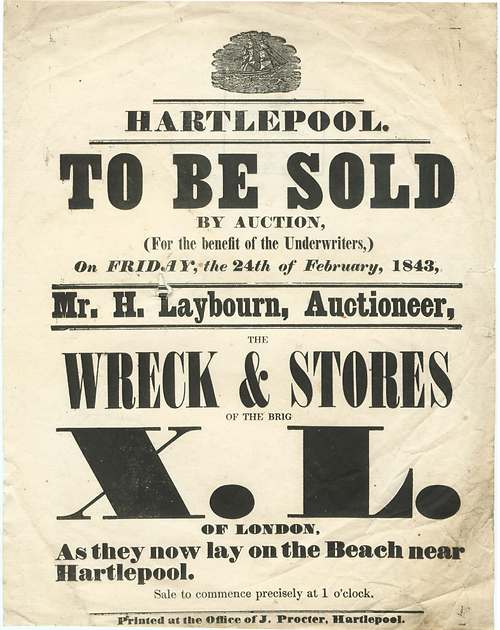 HARTLEPOOL.
TO BE SOLD
BY AUCTION,
(For the benefit of the Underwriters,)
On FRIDAY, the 24th of February, 1843,
Mr. H. Laybourn, Auctioneer,
THE
WRECK & STORES
OF THE BRIG
X. L.
OF LONDON,
As they now lay on the Beach near
Hartlepool.
Sale to commence precisely at 1 o'clock.
Printed at the Office of J. Procter, Hartlepool.